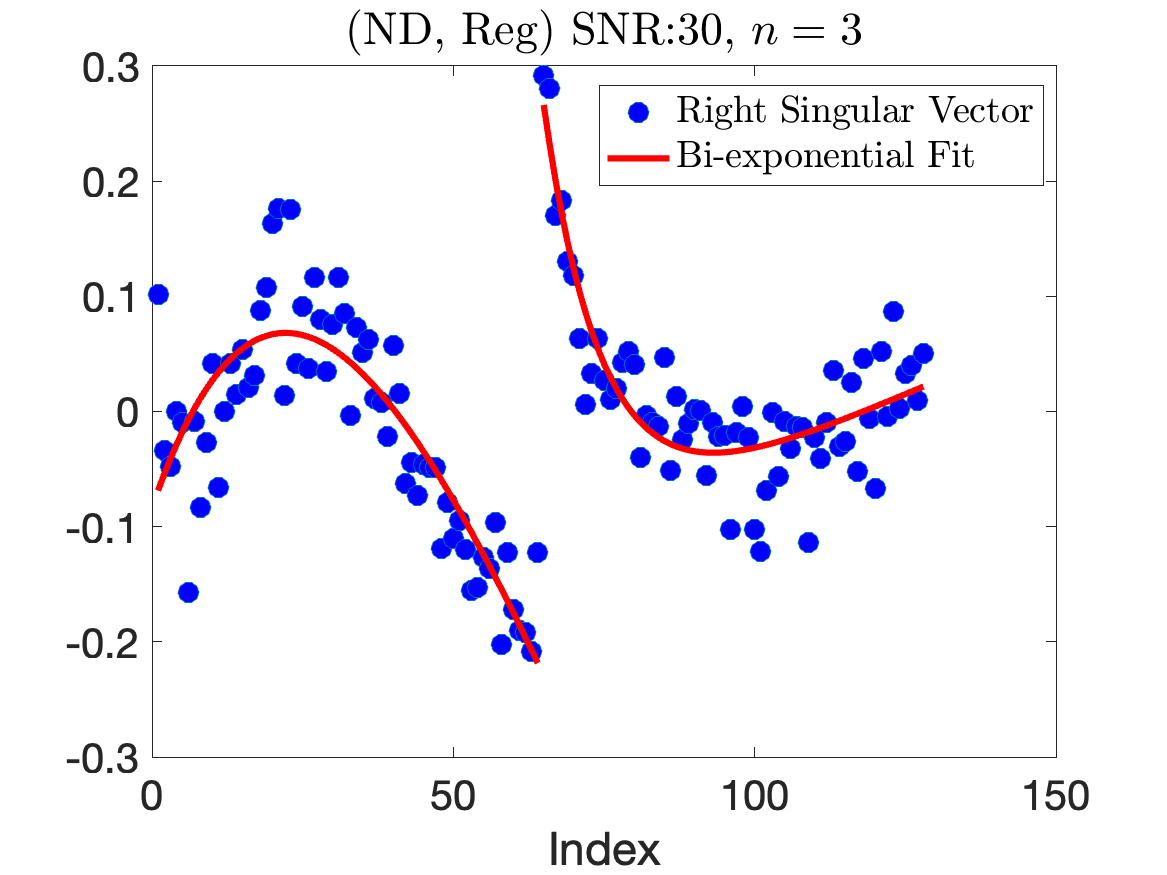 (ND, Reg) SNR:30, n = 3
0.3
0.2
0.1
0
-0.1
-0.2
-0.3
Right Singular Vector
Bi-exponential Fit
0 50 100 150
Index